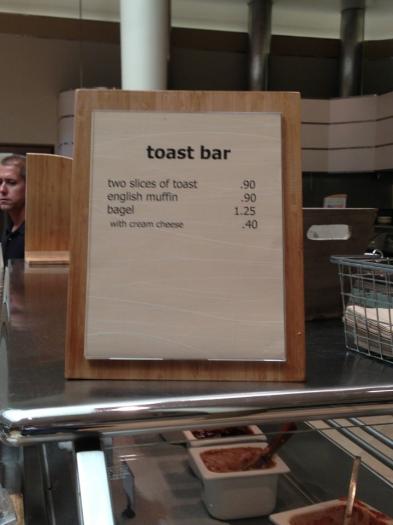 toast bar
two slices of toast .90
english muffin .90
bagel 1.25
with cream cheese .40